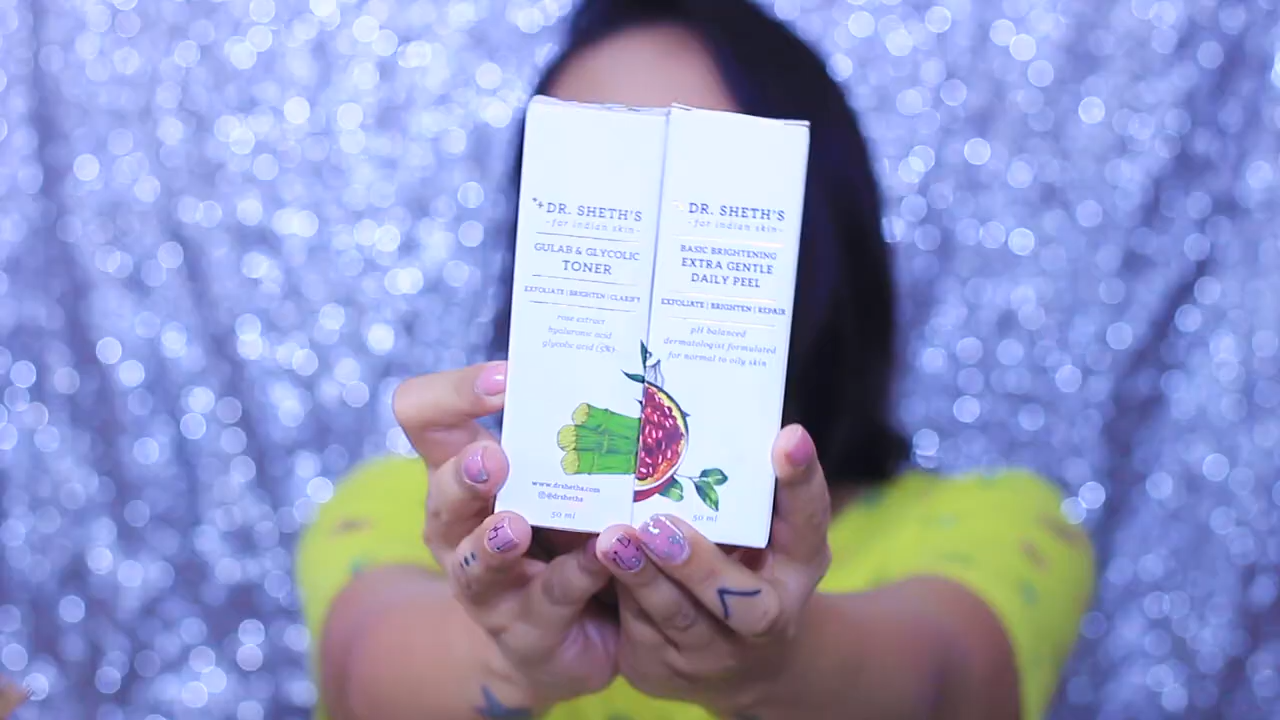 DR. SHETH'S
-for indian skin-
GULAB & GLYCOLIC
TONER
EXFOLIATE | BRIGHTEN | CLARIFY
rose extract
hyaluronic acid
glycolic acid (5%)
www.drsheths.com
@drsheths
50 ml
DR. SHETH'S
-for indian skin-
BASIC BRIGHTENING
EXTRA GENTLE
DAILY PEEL
EXFOLIATE | BRIGHTEN | REPAIR
pH balanced
dermatologist formulated
for normal to oily skin
50 ml